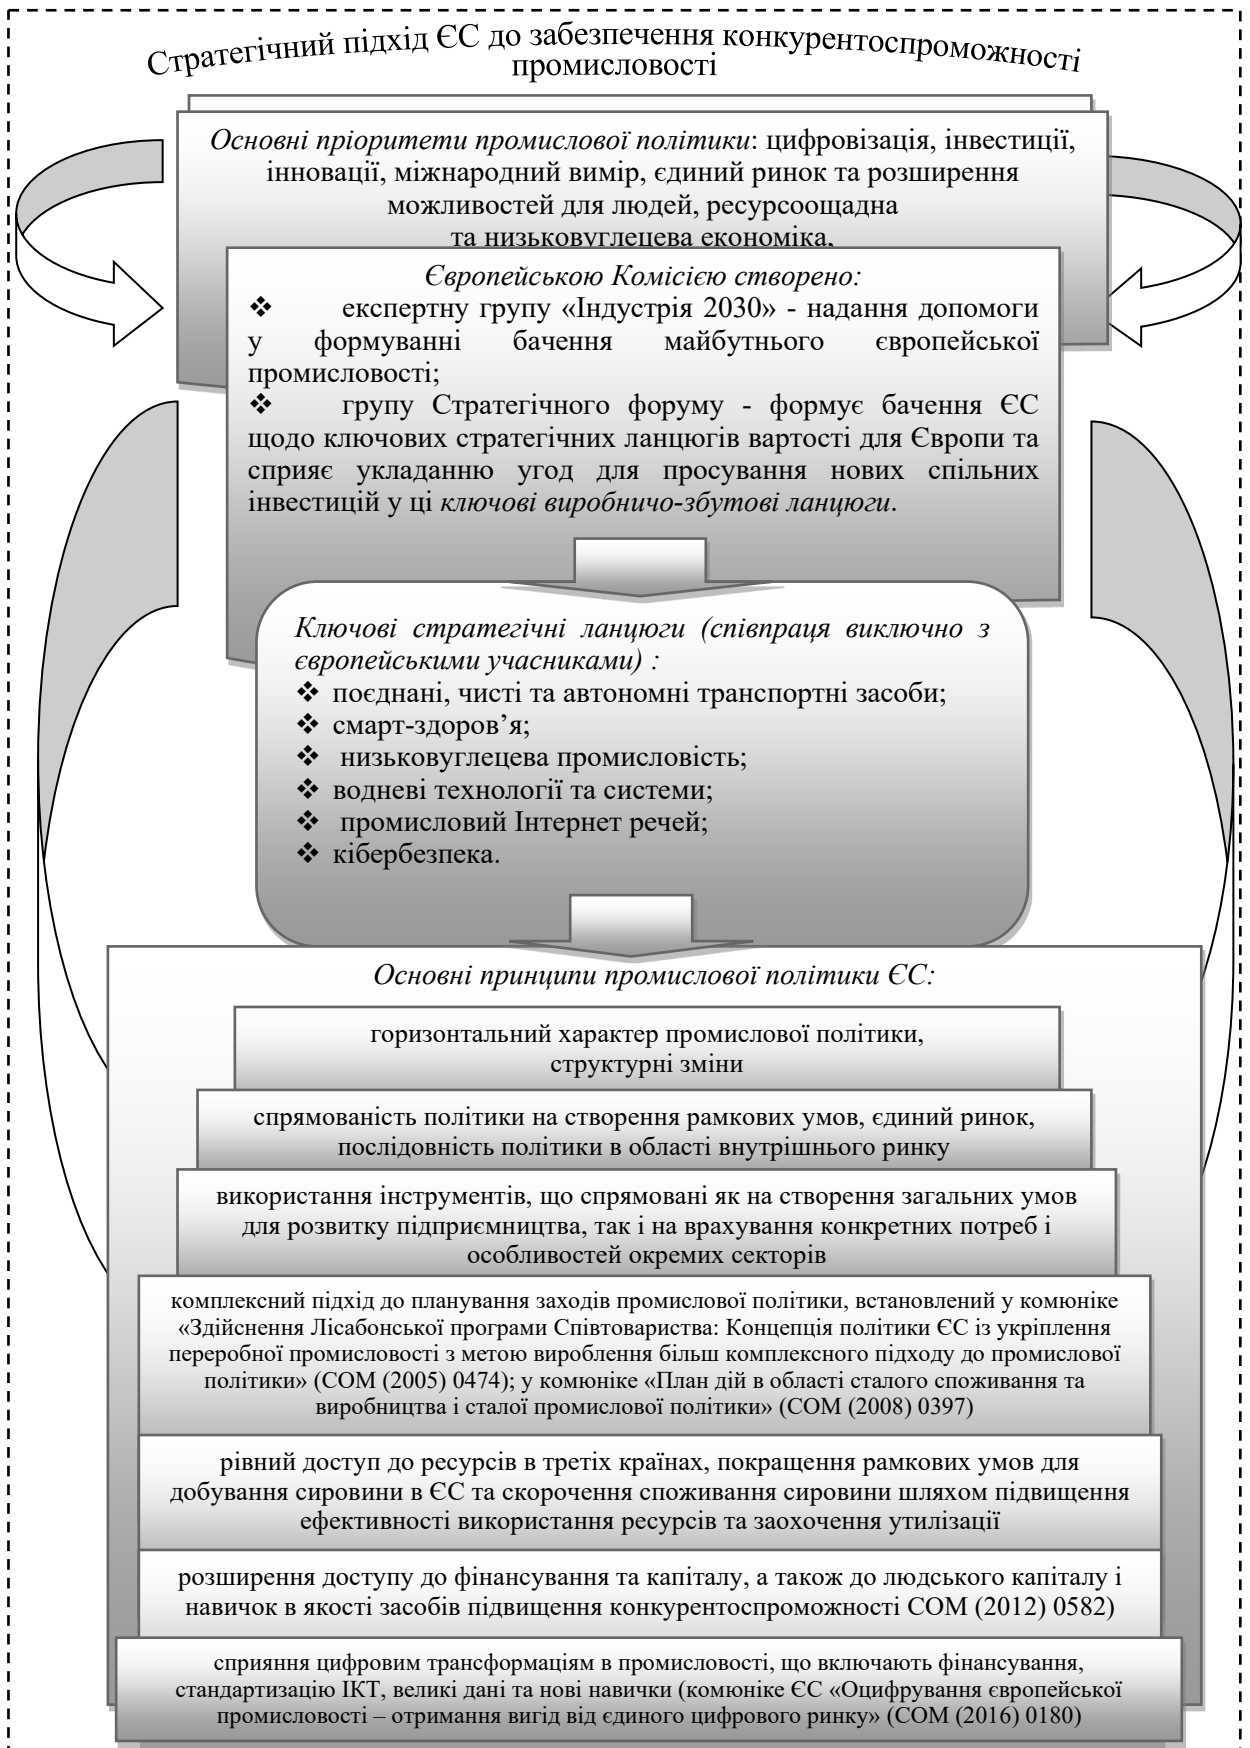 Стратегічний підхід ЄС до забезпечення конкурентоспроможності
промисловості
Основні пріоритети промислової політики: цифровізація, інвестиції,
інновації, міжнародний вимір, єдиний ринок та розширення
можливостей для людей, ресурсоощадна
та низьковуглецева економіка,
Європейською Комісією створено:
❖ експертну групу «Індустрія 2030» - надання допомоги
у формуванні бачення майбутнього європейської
промисловості;
❖ групу Стратегічного форуму - формує бачення ЄС
щодо ключових стратегічних ланцюгів вартості для Європи та
сприяє укладанню угод для просування нових спільних
інвестицій у ці ключові виробничо-збутові ланцюги.
Ключові стратегічні ланцюги (співпраця виключно з
європейськими учасниками) :
❖ поєднані, чисті та автономні транспортні засоби;
❖ смарт-здоров’я;
❖ низьковуглецева промисловість;
❖ водневі технології та системи;
❖ промисловий Інтернет речей;
❖ кібербезпека.
Основні принципи промислової політики ЄС:
горизонтальний характер промислової політики,
структурні зміни
спрямованість політики на створення рамкових умов, єдиний ринок,
послідовність політики в області внутрішнього ринку
використання інструментів, що спрямовані як на створення загальних умов
для розвитку підприємництва, так і на врахування конкретних потреб і
особливостей окремих секторів
комплексний підхід до планування заходів промислової політики, встановлений у комюніке
«Здійснення Лісабонської програми Співтовариства: Концепція політики ЄС із укріплення
переробної промисловості з метою вироблення більш комплексного підходу до промислової
політики» (COM (2005) 0474); у комюніке «План дій в області сталого споживання та
виробництва і сталої промислової політики» (COM (2008) 0397)
рівний доступ до ресурсів в третіх країнах, покращення рамкових умов для
добування сировини в ЄС та скорочення споживання сировини шляхом підвищення
ефективності використання ресурсів та заохочення утилізації
розширення доступу до фінансування та капіталу, а також до людського капіталу і
навичок в якості засобів підвищення конкурентоспроможності COM (2012) 0582)
сприяння цифровим трансформаціям в промисловості, що включають фінансування,
стандартизацію ІКТ, великі дані та нові навички (комюніке ЄС «Оцифрування європейської
промисловості – отримання вигід від єдиного цифрового ринку» (COM (2016) 0180)